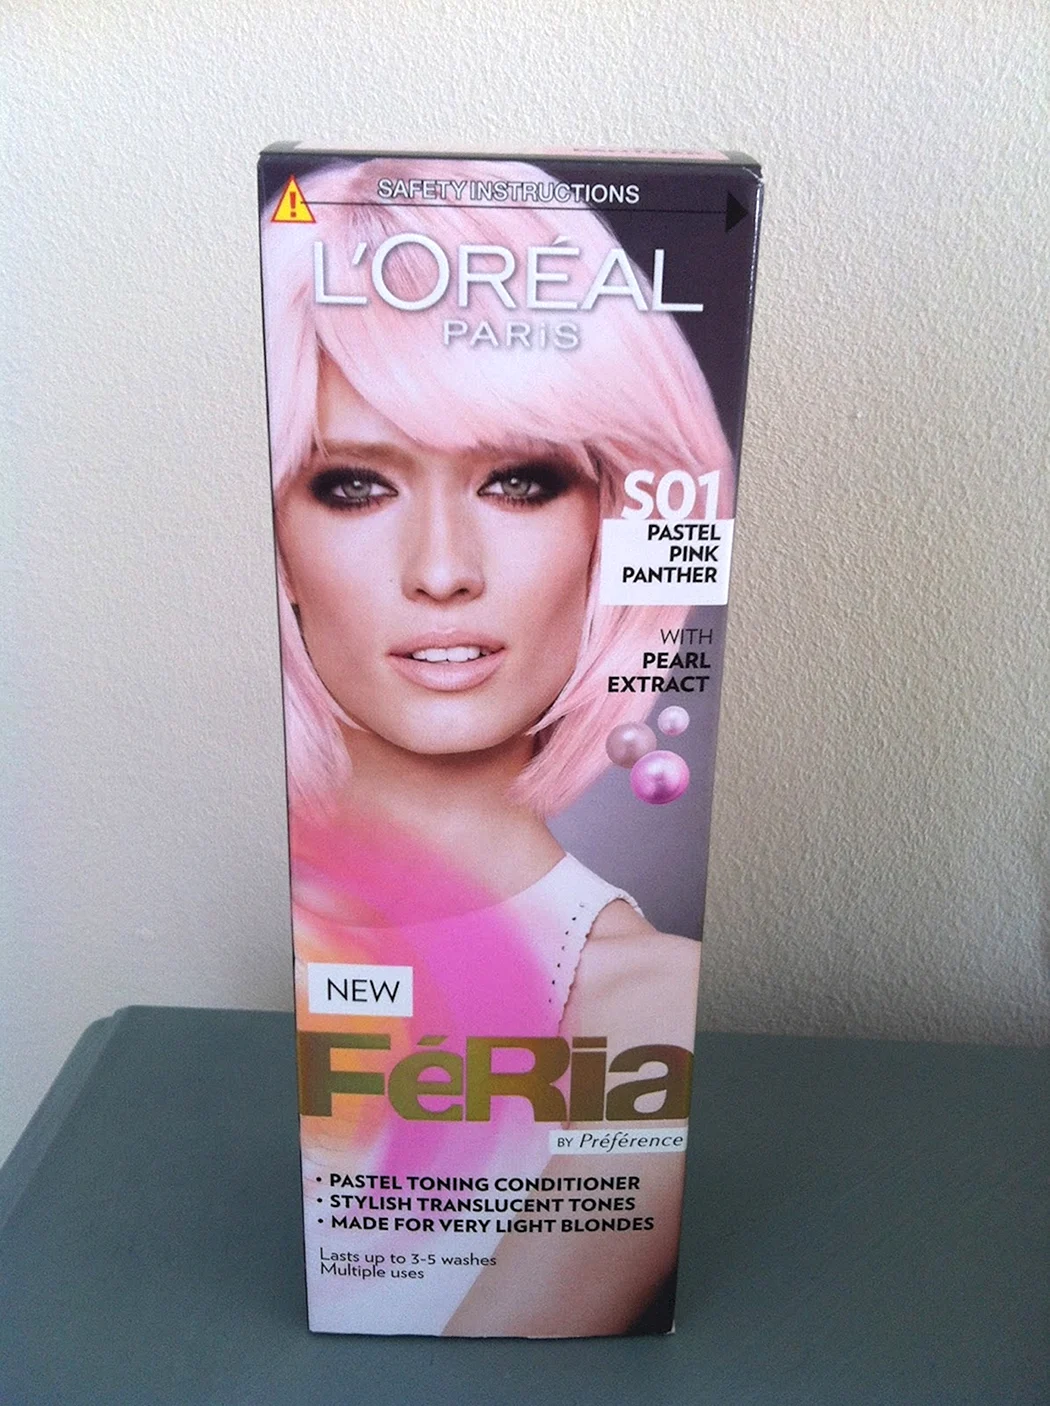 SAFETY INSTRUCTIONS
L'ORÉAL
PARiS
S01
PASTEL
PINK
PANTHER
WITH
PEARL
EXTRACT
NEW
FéRia
BY Préférence
• PASTEL TONING CONDITIONER
• STYLISH TRANSLUCENT TONES
• MADE FOR VERY LIGHT BLONDES
Lasts up to 3-5 washes
Multiple uses